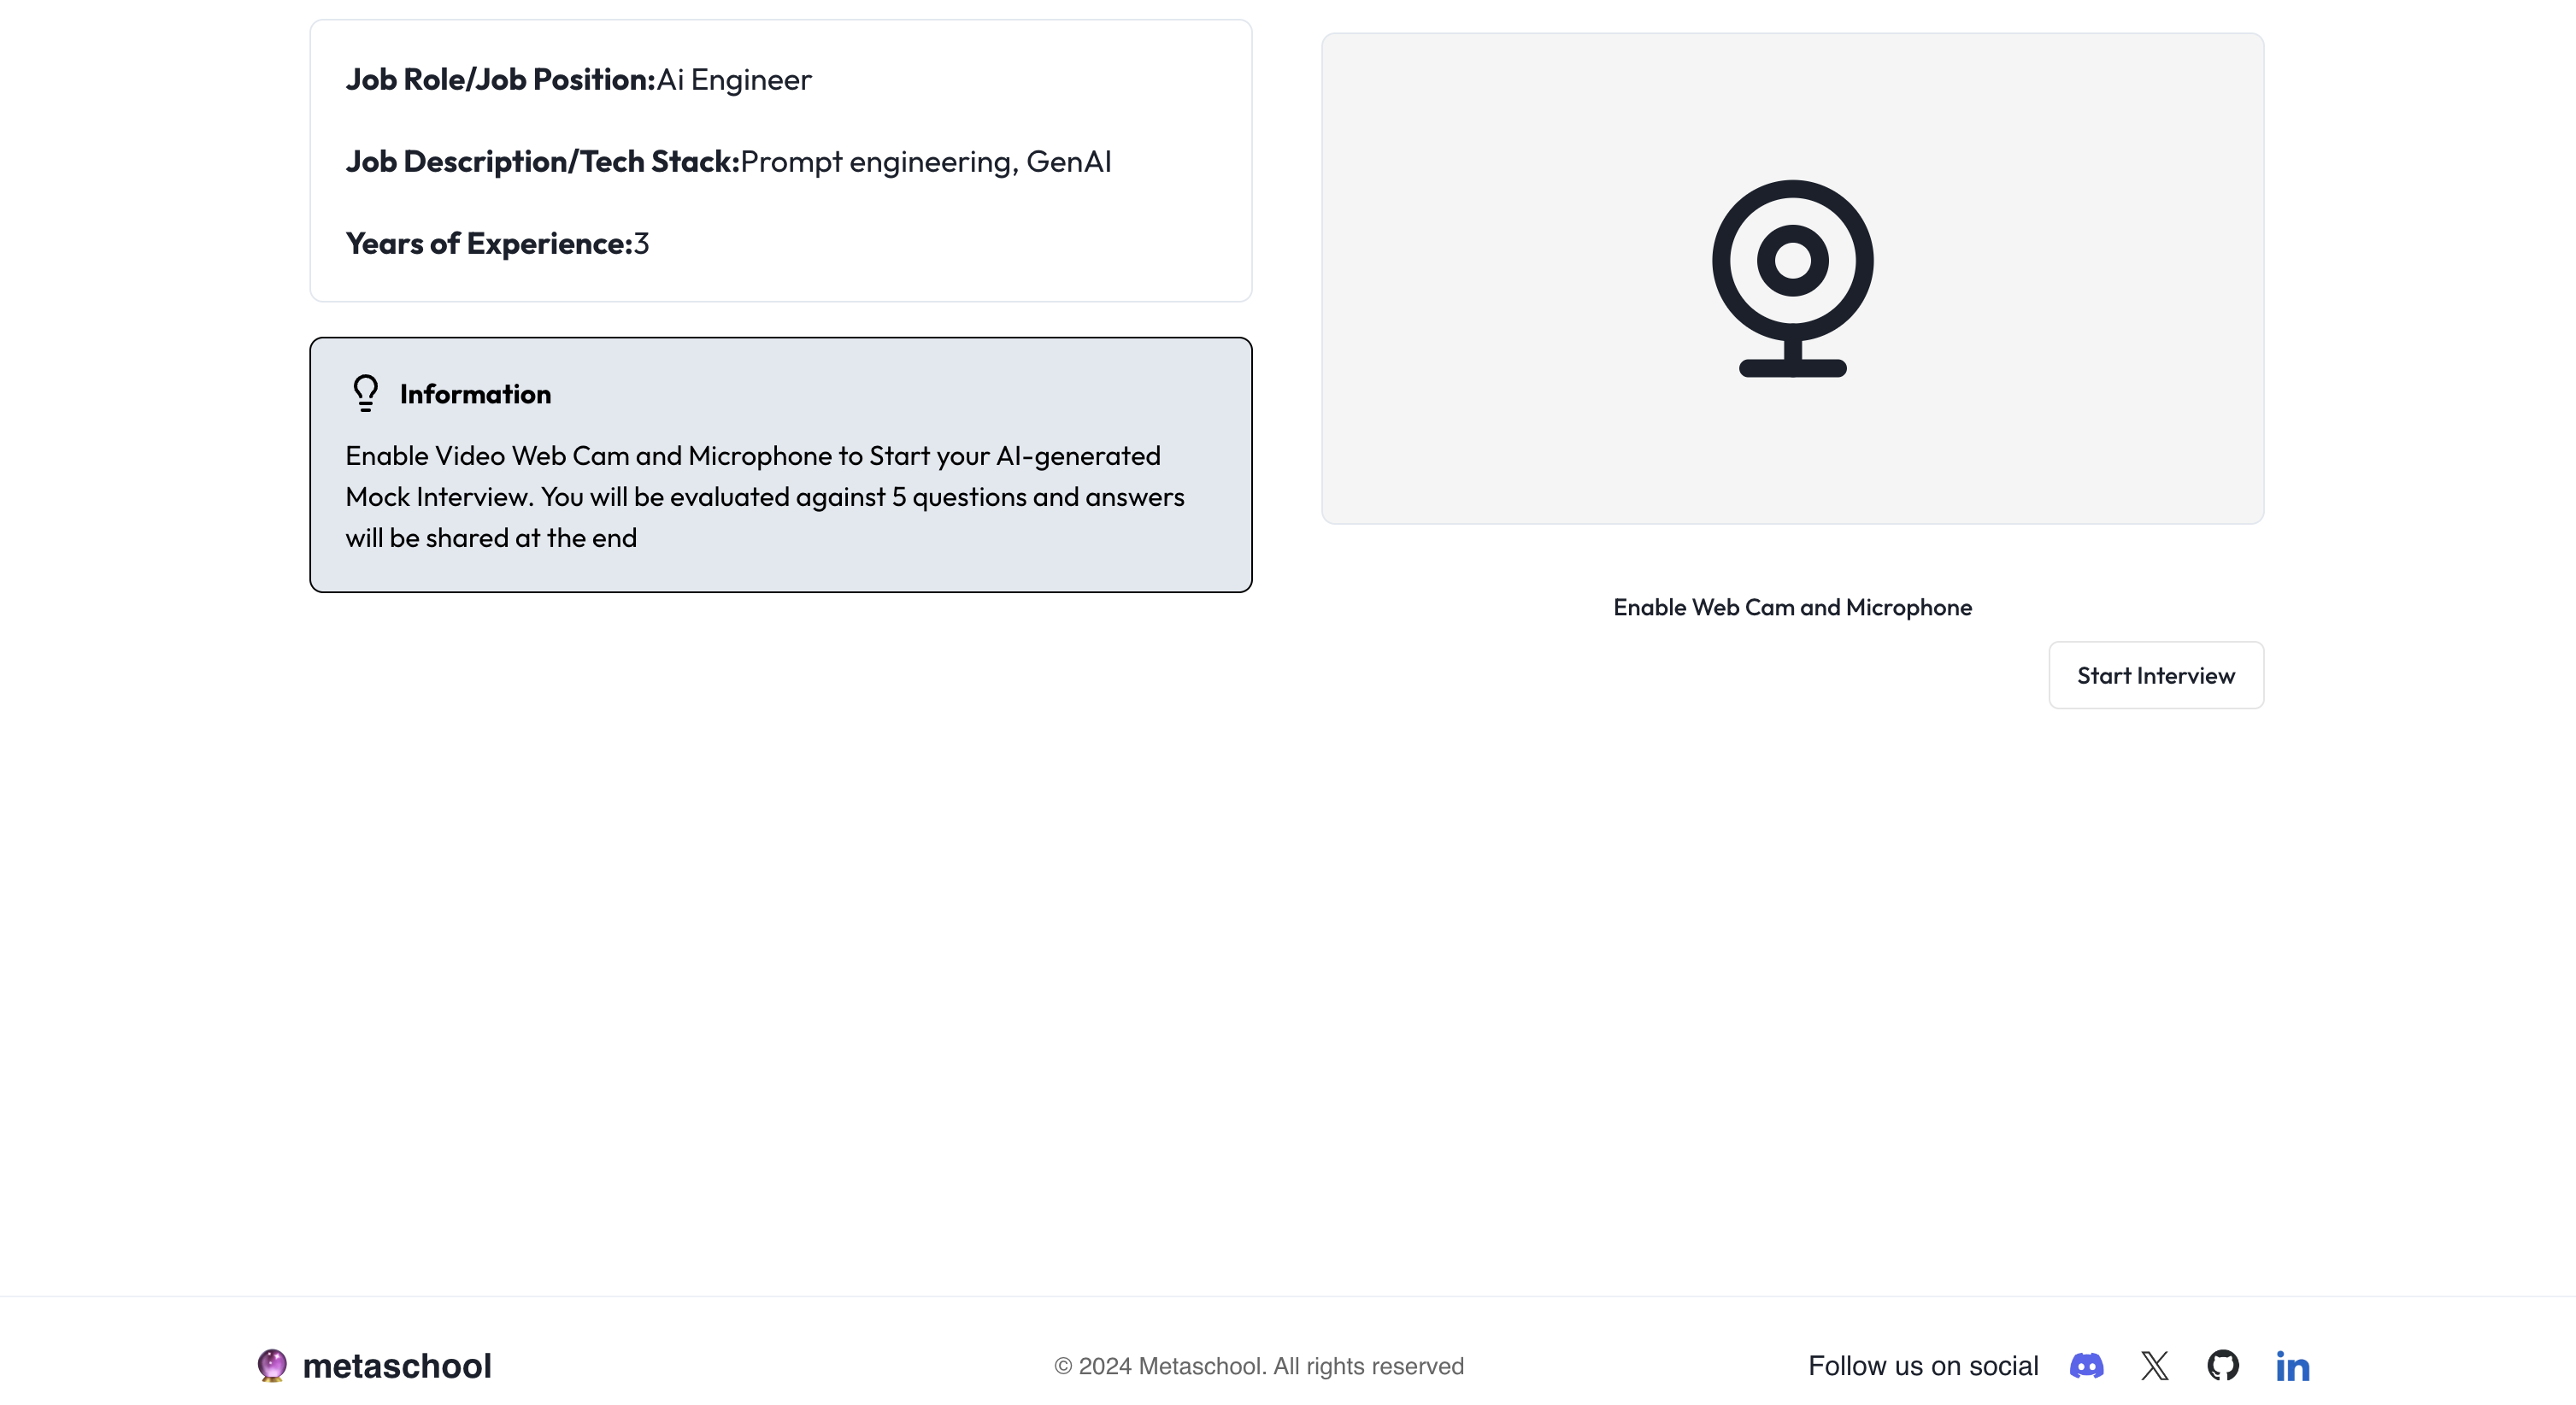 Job Role/Job Position:Ai Engineer
Job Description/Tech Stack:Prompt engineering, GenAI
Years of Experience:3
Information
Enable Video Web Cam and Microphone to Start your AI-generated
Mock Interview. You will be evaluated against 5 questions and answers
will be shared at the end
Enable Web Cam and Microphone
Start Interview
metaschool
© 2024 Metaschool. All rights reserved
Follow us on social